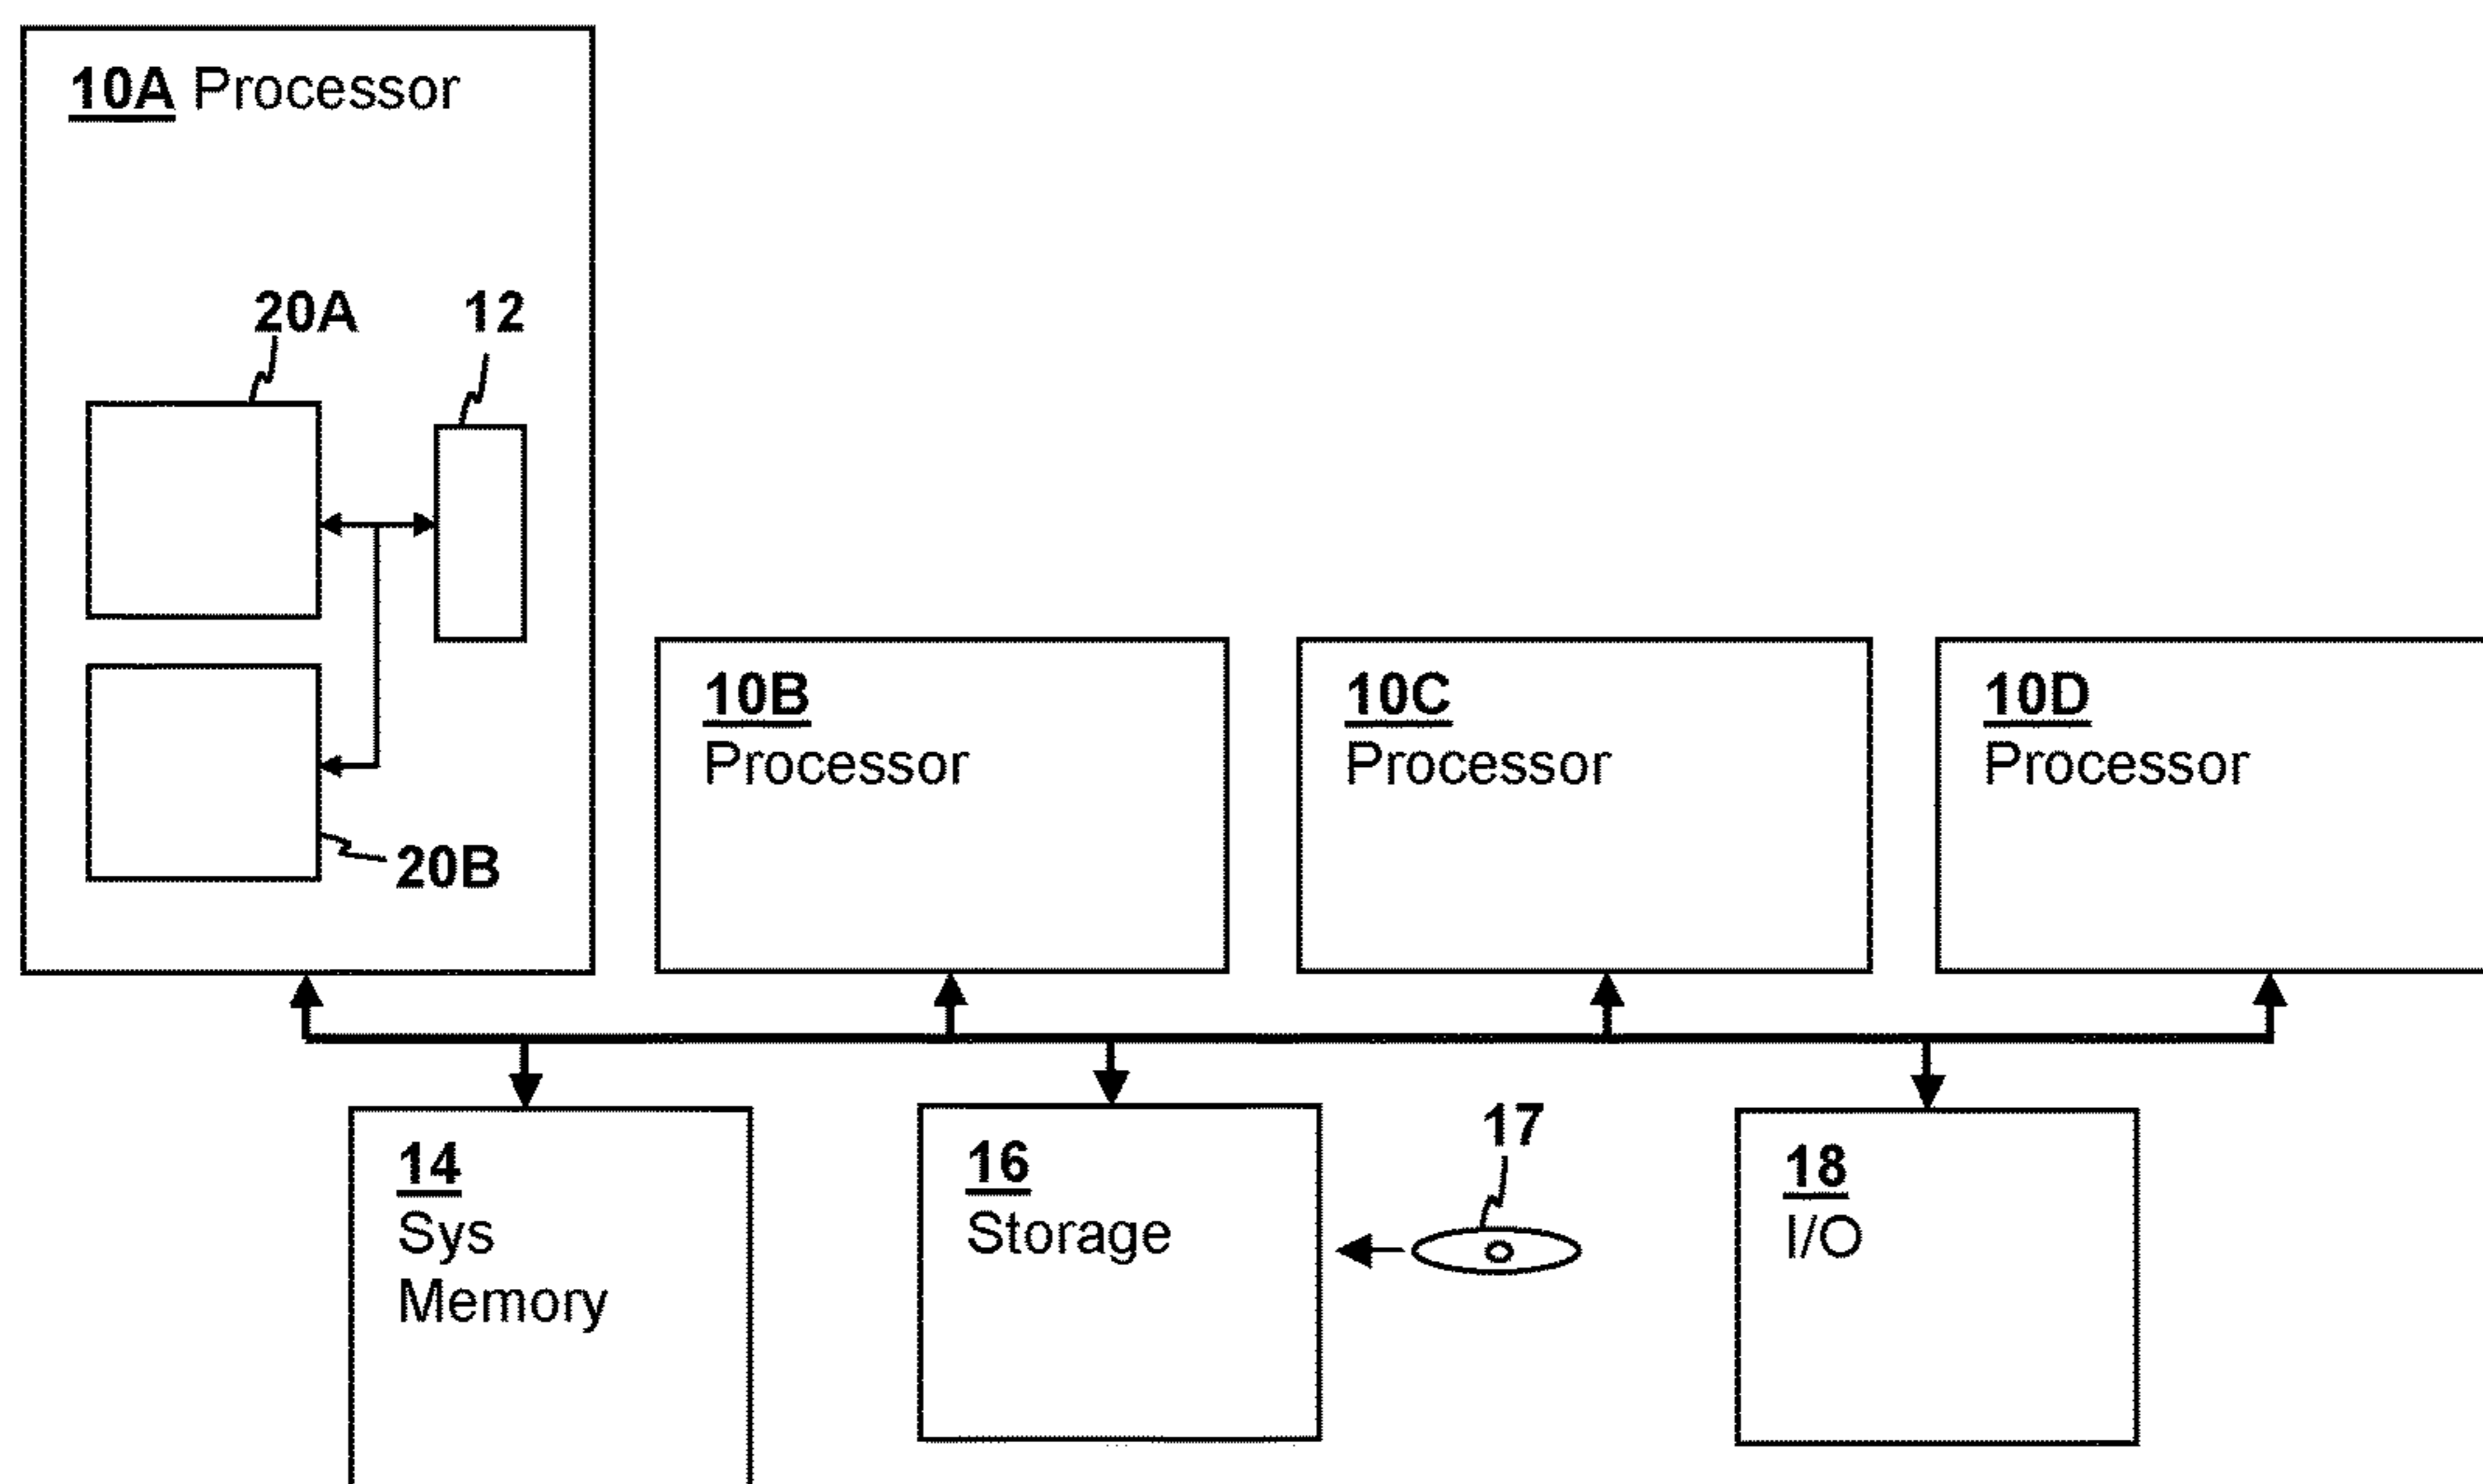 10A Processor
20A
12
20B
10B
Processor
10C
Processor
10D
Processor
14
Sys
Memory
16
Storage
17
18
I/O